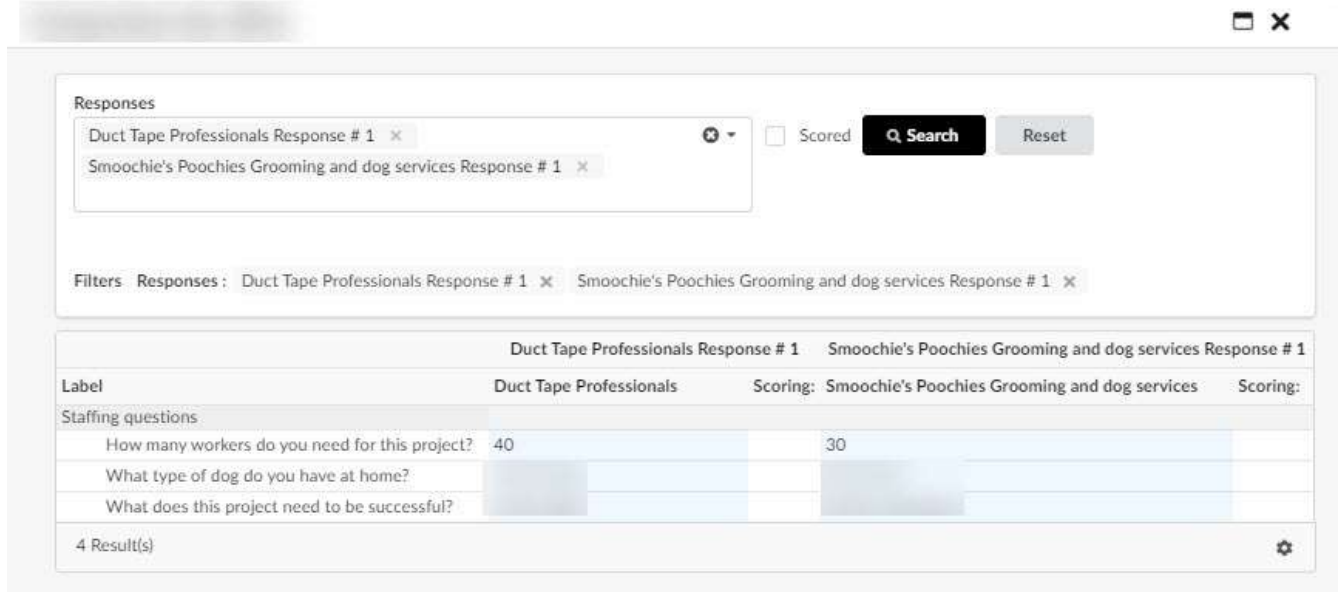 Responses
Duct Tape Professionals Response # 1 ×
Scored Search Reset
Smoochie's Poochies Grooming and dog services Response # 1 ×
Filters Responses : Duct Tape Professionals Response # 1 × Smoochie's Poochies Grooming and dog services Response # 1 ×
Duct Tape Professionals Response # 1 Smoochie's Poochies Grooming and dog services Response # 1
Label Duct Tape Professionals Scoring: Smoochie's Poochies Grooming and dog services Scoring:
Staffing questions
How many workers do you need for this project? 40 30
What type of dog do you have at home?
What does this project need to be successful?
4 Result(s)